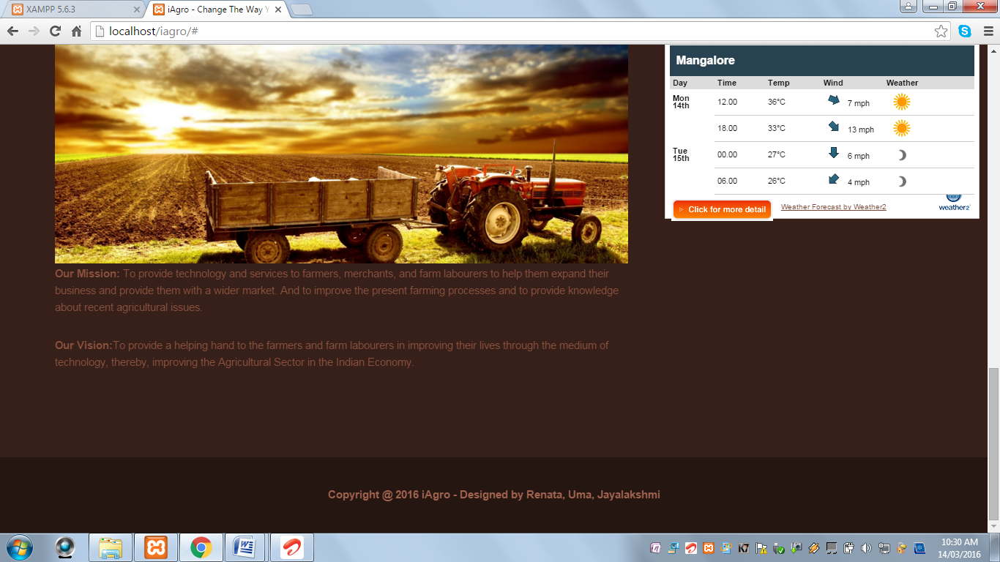 XAMPP 5.6.3
iAgro - Change The Way Y
localhost/iagro/#
Mangalore
Day Time Temp Wind Weather
Mon 12.00 36°C 7 mph
14th
18.00 33°C 13 mph
Tue 00.00 27°C 6 mph
15th
06.00 26°C 4 mph
Click for more detail Weather Forecast by Weather2 weather2
Our Mission: To provide technology and services to farmers, merchants, and farm labourers to help them expand their
business and provide them with a wider market. And to improve the present farming processes and to provide knowledge
about recent agricultural issues.
Our Vision:To provide a helping hand to the farmers and farm labourers in improving their lives through the medium of
technology, thereby, improving the Agricultural Sector in the Indian Economy.
Copyright @ 2016 iAgro - Designed by Renata, Uma, Jayalakshmi
K7
10:30 AM
14/03/2016